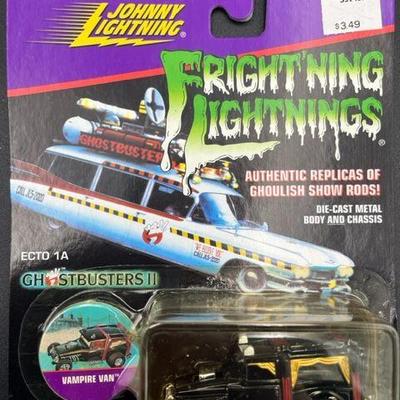 JOHNNY
LIGHTNING®
$3.49
FRIGHT'NING
LIGHTNINGS®
GHOSTBUSTERS
AUTHENTIC REPLICAS OF
GHOULISH SHOW RODS!
DIE-CAST METAL
BODY AND CHASSIS
ECTO 1A
GHOSTBUSTERS II
VAMPIRE VAN™